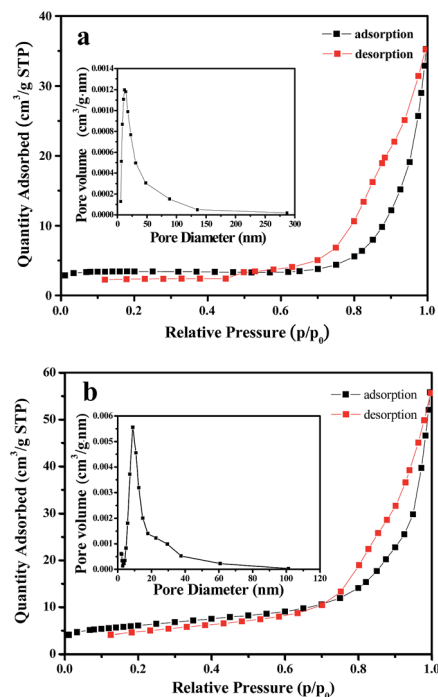 a
adsorption
desorption
Quantity Adsorbed (cm³/g STP)
40
30
20
10
0
0.0 0.2 0.4 0.6 0.8 1.0
Relative Pressure (p/p₀)
Pore volume (cm³/g·nm)
0.0014
0.0012
0.0010
0.0008
0.0006
0.0004
0.0002
0.0000
0 50 100 150 200 250 300
Pore Diameter (nm)
b
adsorption
desorption
Quantity Adsorbed (cm³/g STP)
60
50
40
30
20
10
0
0.0 0.2 0.4 0.6 0.8 1.0
Relative Pressure (p/p₀)
Pore volume (cm³/g·nm)
0.006
0.005
0.004
0.003
0.002
0.001
0.000
0 20 40 60 80 100 120
Pore Diameter (nm)